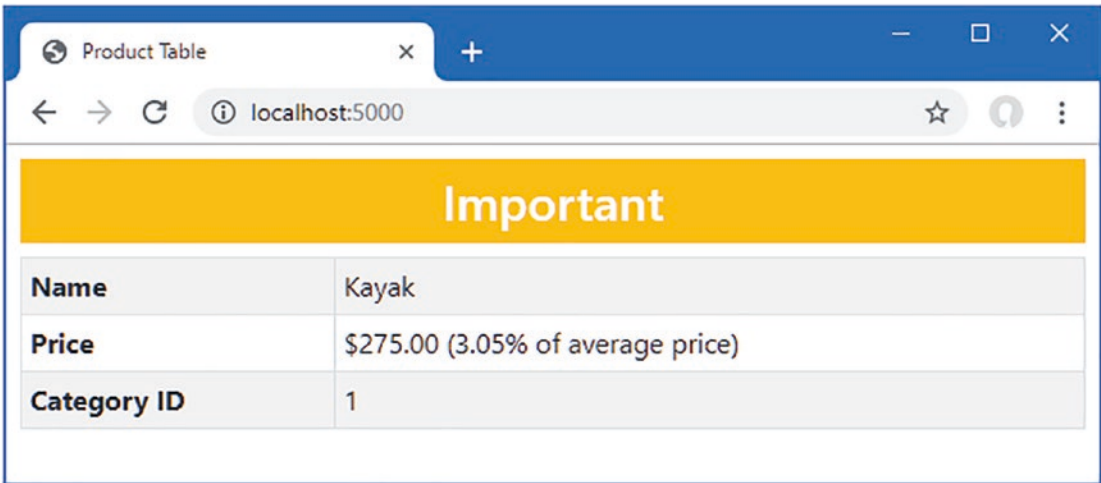 Product Table
localhost:5000
Important
Name Kayak
Price $275.00 (3.05% of average price)
Category ID 1